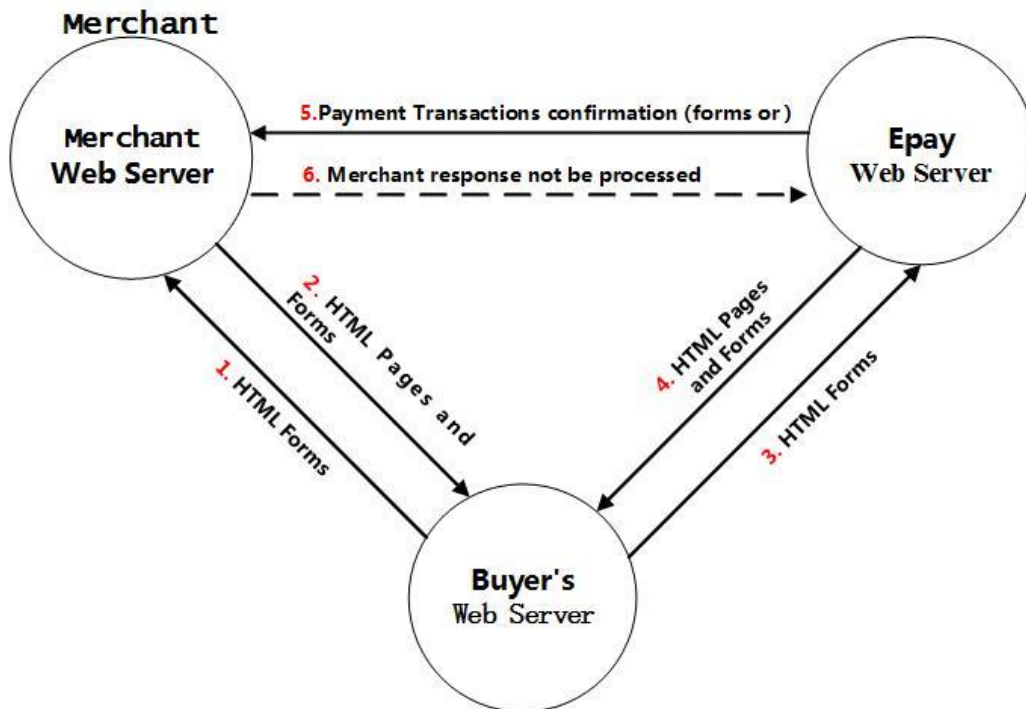 Merchant
Merchant
Web Server
5.Payment Transactions confirmation (forms or )
Epay
Web Server
6. Merchant response not be processed
2. HTML Pages and
Forms
1. HTML Forms
4. HTML Pages
and Forms
3. HTML Forms
Buyer's
Web Server